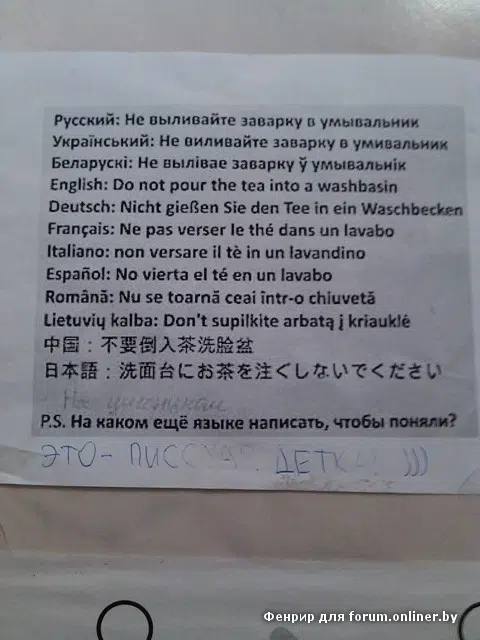 Русский: Не выливайте заварку в умывальник
Український: Не виливайте заварку в умивальник
Беларускі: Не вылівае заварку ў умывальнік
English: Do not pour the tea into a washbasin
Deutsch: Nicht gießen Sie den Tee in ein Waschbecken
Français: Ne pas verser le thé dans un lavabo
Italiano: non versare il tè in un lavandino
Español: No vierta el té en un lavabo
Română: Nu se toarnă ceai într-o chiuvetă
Lietuvių kalba: Don't supilkite arbatą į kriauklė
中国：不要倒入茶洗脸盆
日本語：洗面台にお茶を注ぐしないでください
На
P.S. На каком ещё языке написать, чтобы поняли?
ЭТО- ДЕТКА! )))
Фенрир для forum.onliner.by